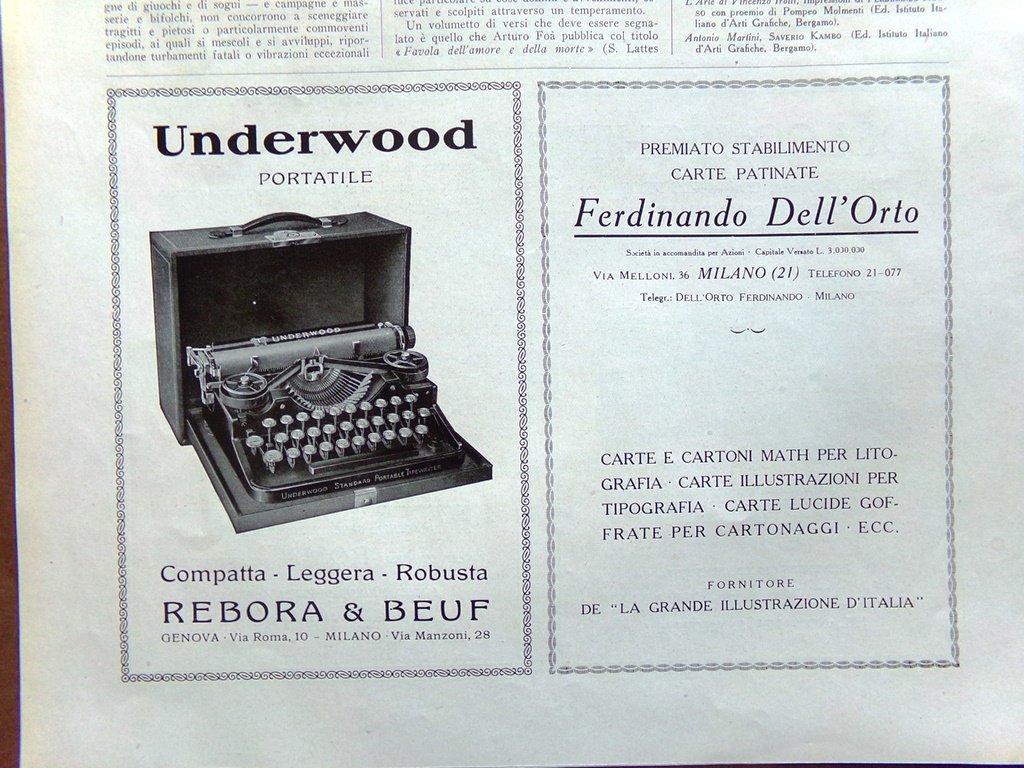 gne di giuochi e di sogni — e campagne e mas-
serie e bifolchi, non concorrono a sceneggiare
tragitti e pietosi o particolarmente commoventi
episodi, ai quali si mescoli e si avviluppi, ripor-
tandone turbamenti fatali o vibrazioni eccezionali
servati e scolpiti attraverso un temperamento.
Un volumetto di versi che deve essere segna-
lato è quello che Arturo Foà pubblica col titolo
« Favola dell'amore e della morte » (S. Lattes
L'Arte di Vincenzo Irolli,
so con proemio di Pompeo Molmenti (Ed. Istituto Ita-
liano d'Arti Grafiche, Bergamo).
Antonio Martini, SAVERIO KAMBO (Ed. Istituto Italiano
d'Arti Grafiche, Bergamo).
Underwood
PORTATILE
UNDERWOOD
UNDERWOOD STANDARD PORTABLE TYPEWRITER
Compatta - Leggera - Robusta
REBORA & BEUF
GENOVA · Via Roma, 10 – MILANO · Via Manzoni, 28
PREMIATO STABILIMENTO
CARTE PATINATE
Ferdinando Dell'Orto
Società in accomandita per Azioni · Capitale Versato L. 3.000.000
VIA MELLONI, 36 MILANO (21) TELEFONO 21-077
Telegr.: DELL'ORTO FERDINANDO · MILANO
CARTE E CARTONI MATH PER LITO-
GRAFIA · CARTE ILLUSTRAZIONI PER
TIPOGRAFIA · CARTE LUCIDE GOF-
FRATE PER CARTONAGGI · ECC.
FORNITORE
DE "LA GRANDE ILLUSTRAZIONE D'ITALIA"